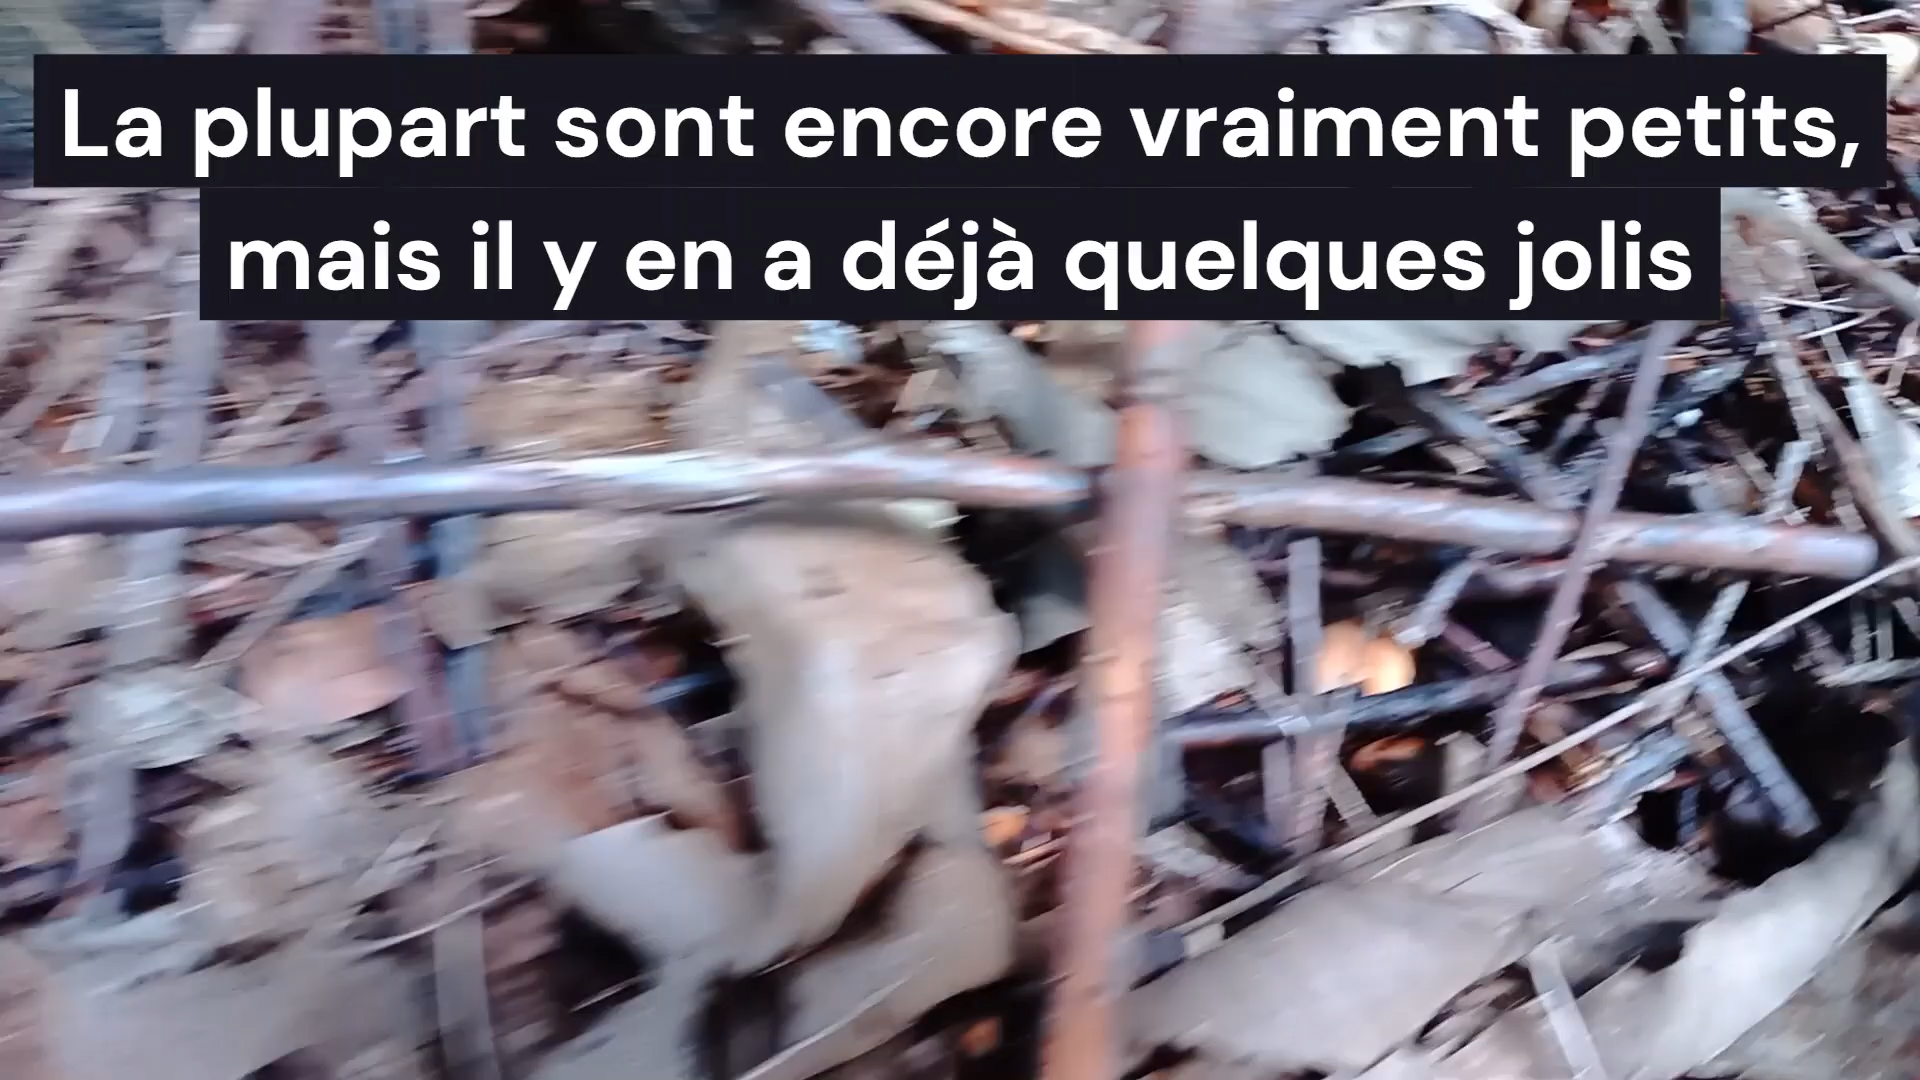 La plupart sont encore vraiment petits,
mais il y en a déjà quelques jolis